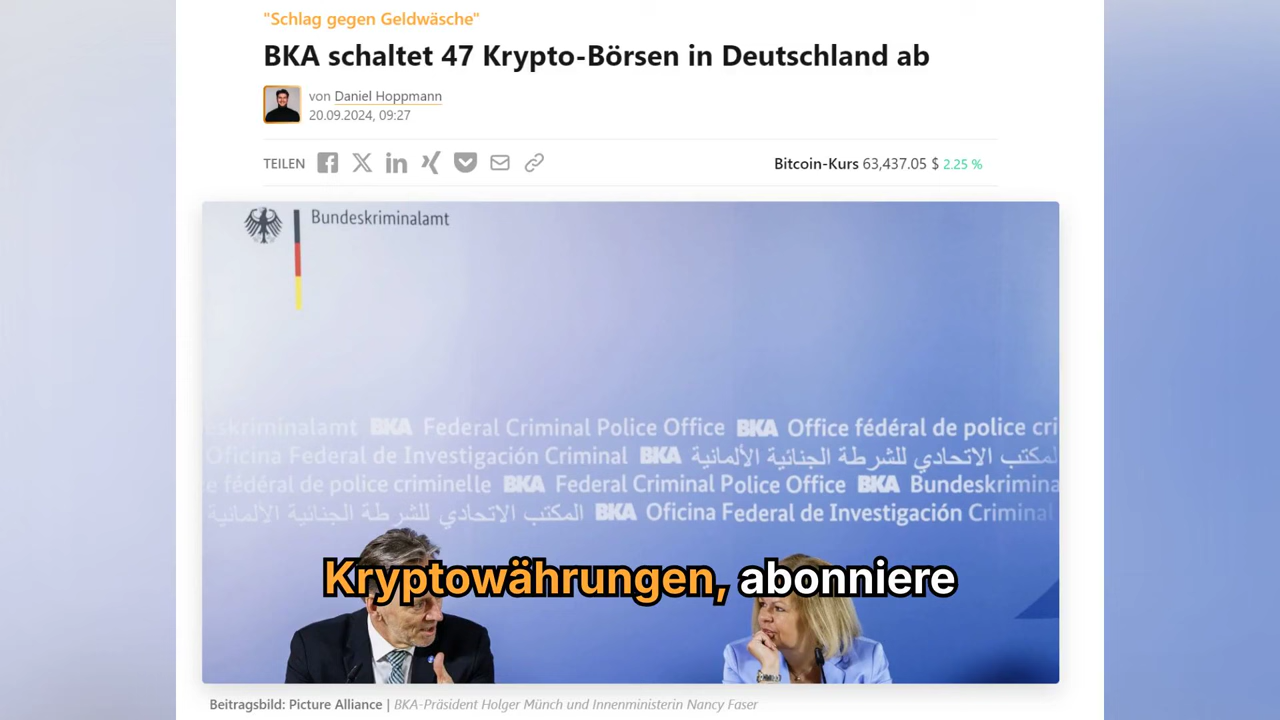 "Schlag gegen Geldwäsche"
BKA schaltet 47 Krypto-Börsen in Deutschland ab
von Daniel Hoppmann
20.09.2024, 09:27
TEILEN
Bitcoin-Kurs 63,437.05 $ 2.25 %
Bundeskriminalamt
skriminalamt BKA Federal Criminal Police Office BKA Office fédéral de police cri
Oficina Federal de Investigación Criminal BKA المكتب الاتحادي للشرطة الجنائية الألمانية
e fédéral de police criminelle BKA Federal Criminal Police Office BKA Bundeskrimina
المكتب الاتحادي للشرطة الجنائية الألمانية BKA Oficina Federal de Investigación Criminal
Kryptowährungen, abonniere
Beitragsbild: Picture Alliance | BKA-Präsident Holger Münch und Innenministerin Nancy Faser